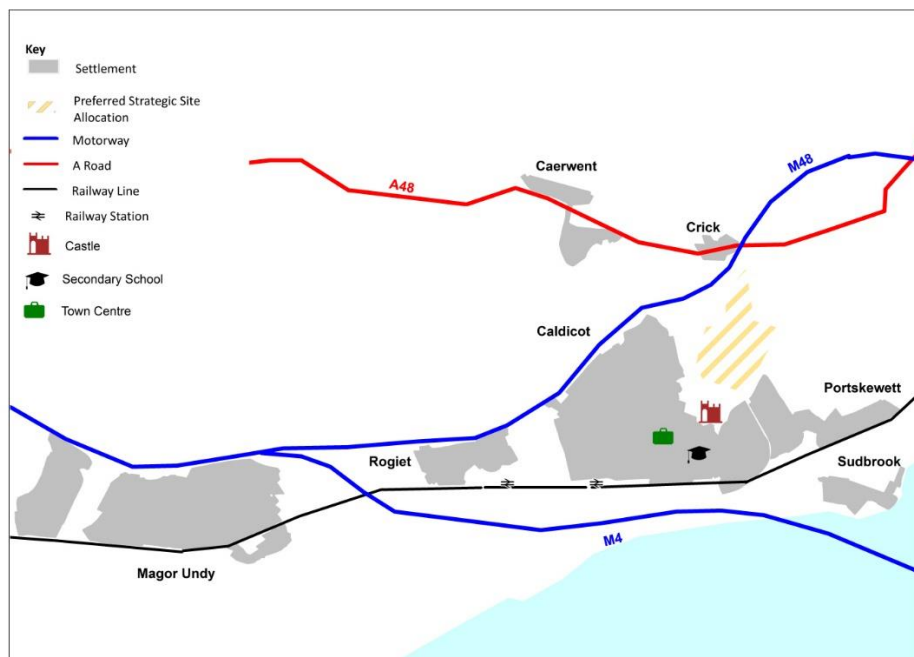 Key
Settlement
Preferred Strategic Site
Allocation
Motorway
A Road
Railway Line
Railway Station
Castle
Secondary School
Town Centre
A48
Caerwent
M48
Crick
Caldicot
Portskewett
Rogiet
Sudbrook
M4
Magor Undy